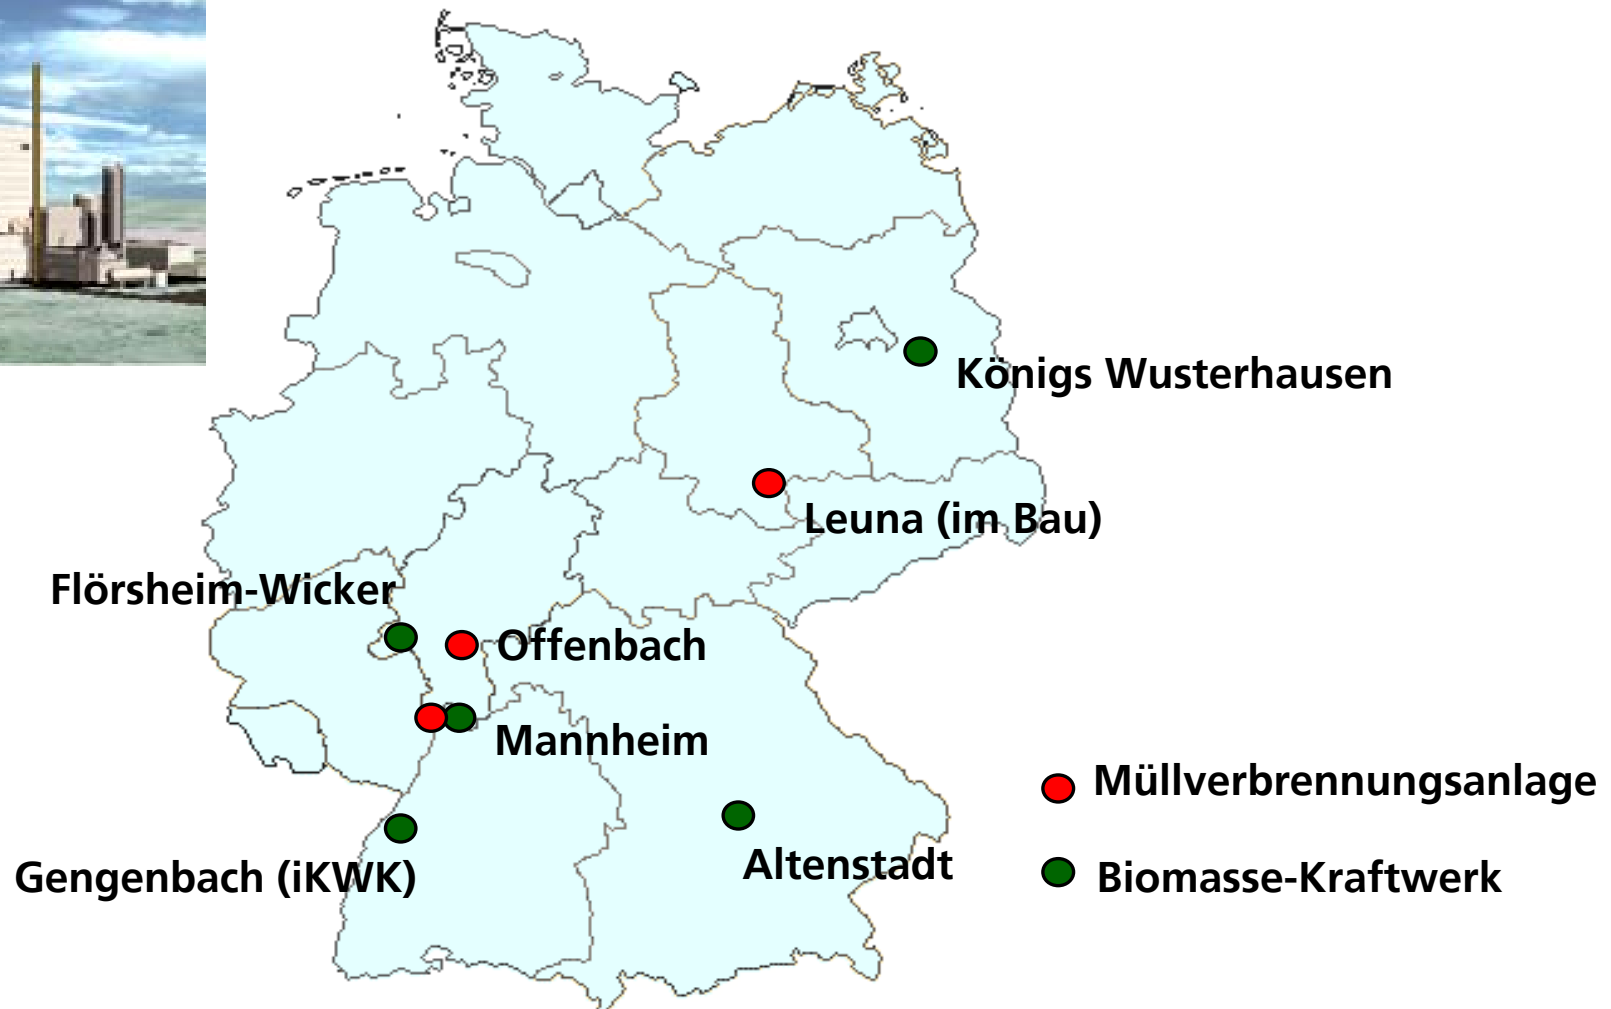 Königs Wusterhausen
Leuna (im Bau)
Flörsheim-Wicker
Offenbach
Mannheim
Müllverbrennungsanlage
Altenstadt
Gengenbach (iKWK)
Biomasse-Kraftwerk